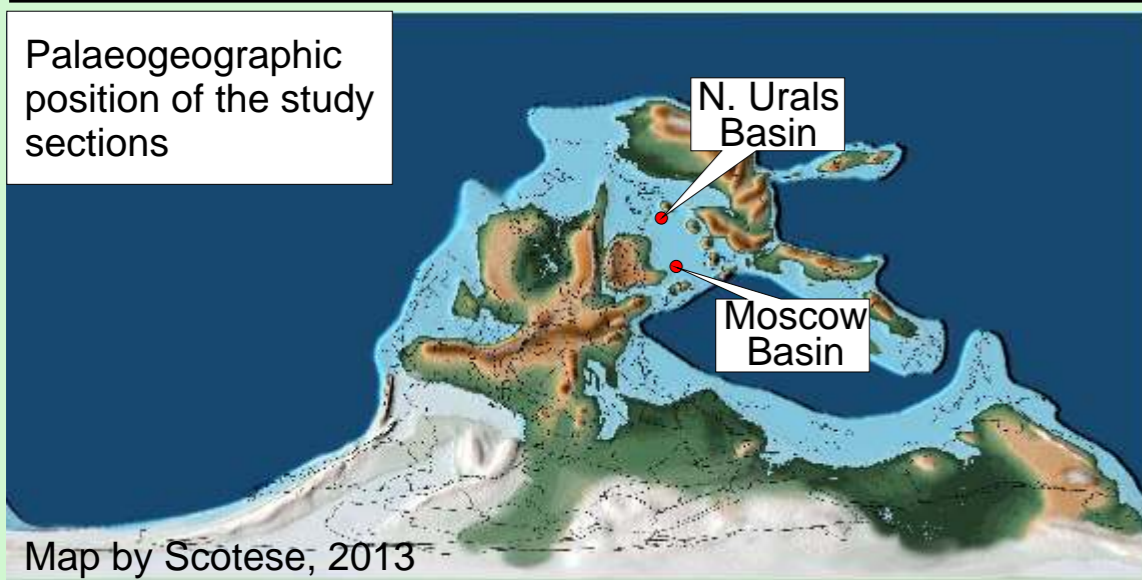 Palaeogeographic
position of the study
sections
N. Urals
Basin
Moscow
Basin
Map by Scotese, 2013